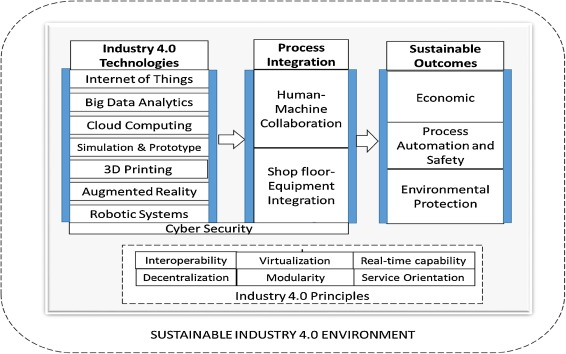 Industry 4.0
Technologies
Internet of Things
Big Data Analytics
Cloud Computing
Simulation & Prototype
3D Printing
Augmented Reality
Robotic Systems
Cyber Security
Process
Integration
Human-
Machine
Collaboration
Shop floor-
Equipment
Integration
Sustainable
Outcomes
Economic
Process
Automation and
Safety
Environmental
Protection
Interoperability
Virtualization
Real-time capability
Decentralization
Modularity
Service Orientation
Industry 4.0 Principles
SUSTAINABLE INDUSTRY 4.0 ENVIRONMENT